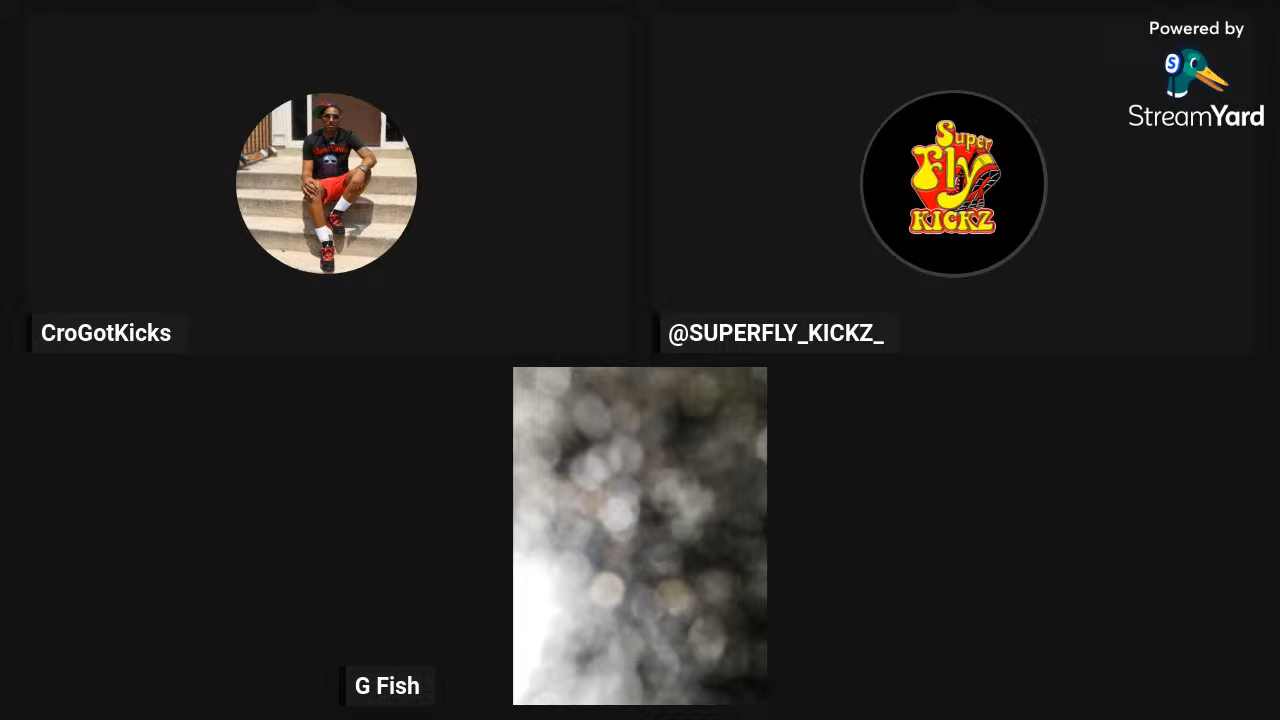 Powered by
S
StreamYard
Super
Fly
KICKZ
CroGotKicks
@SUPERFLY_KICKZ_
G Fish